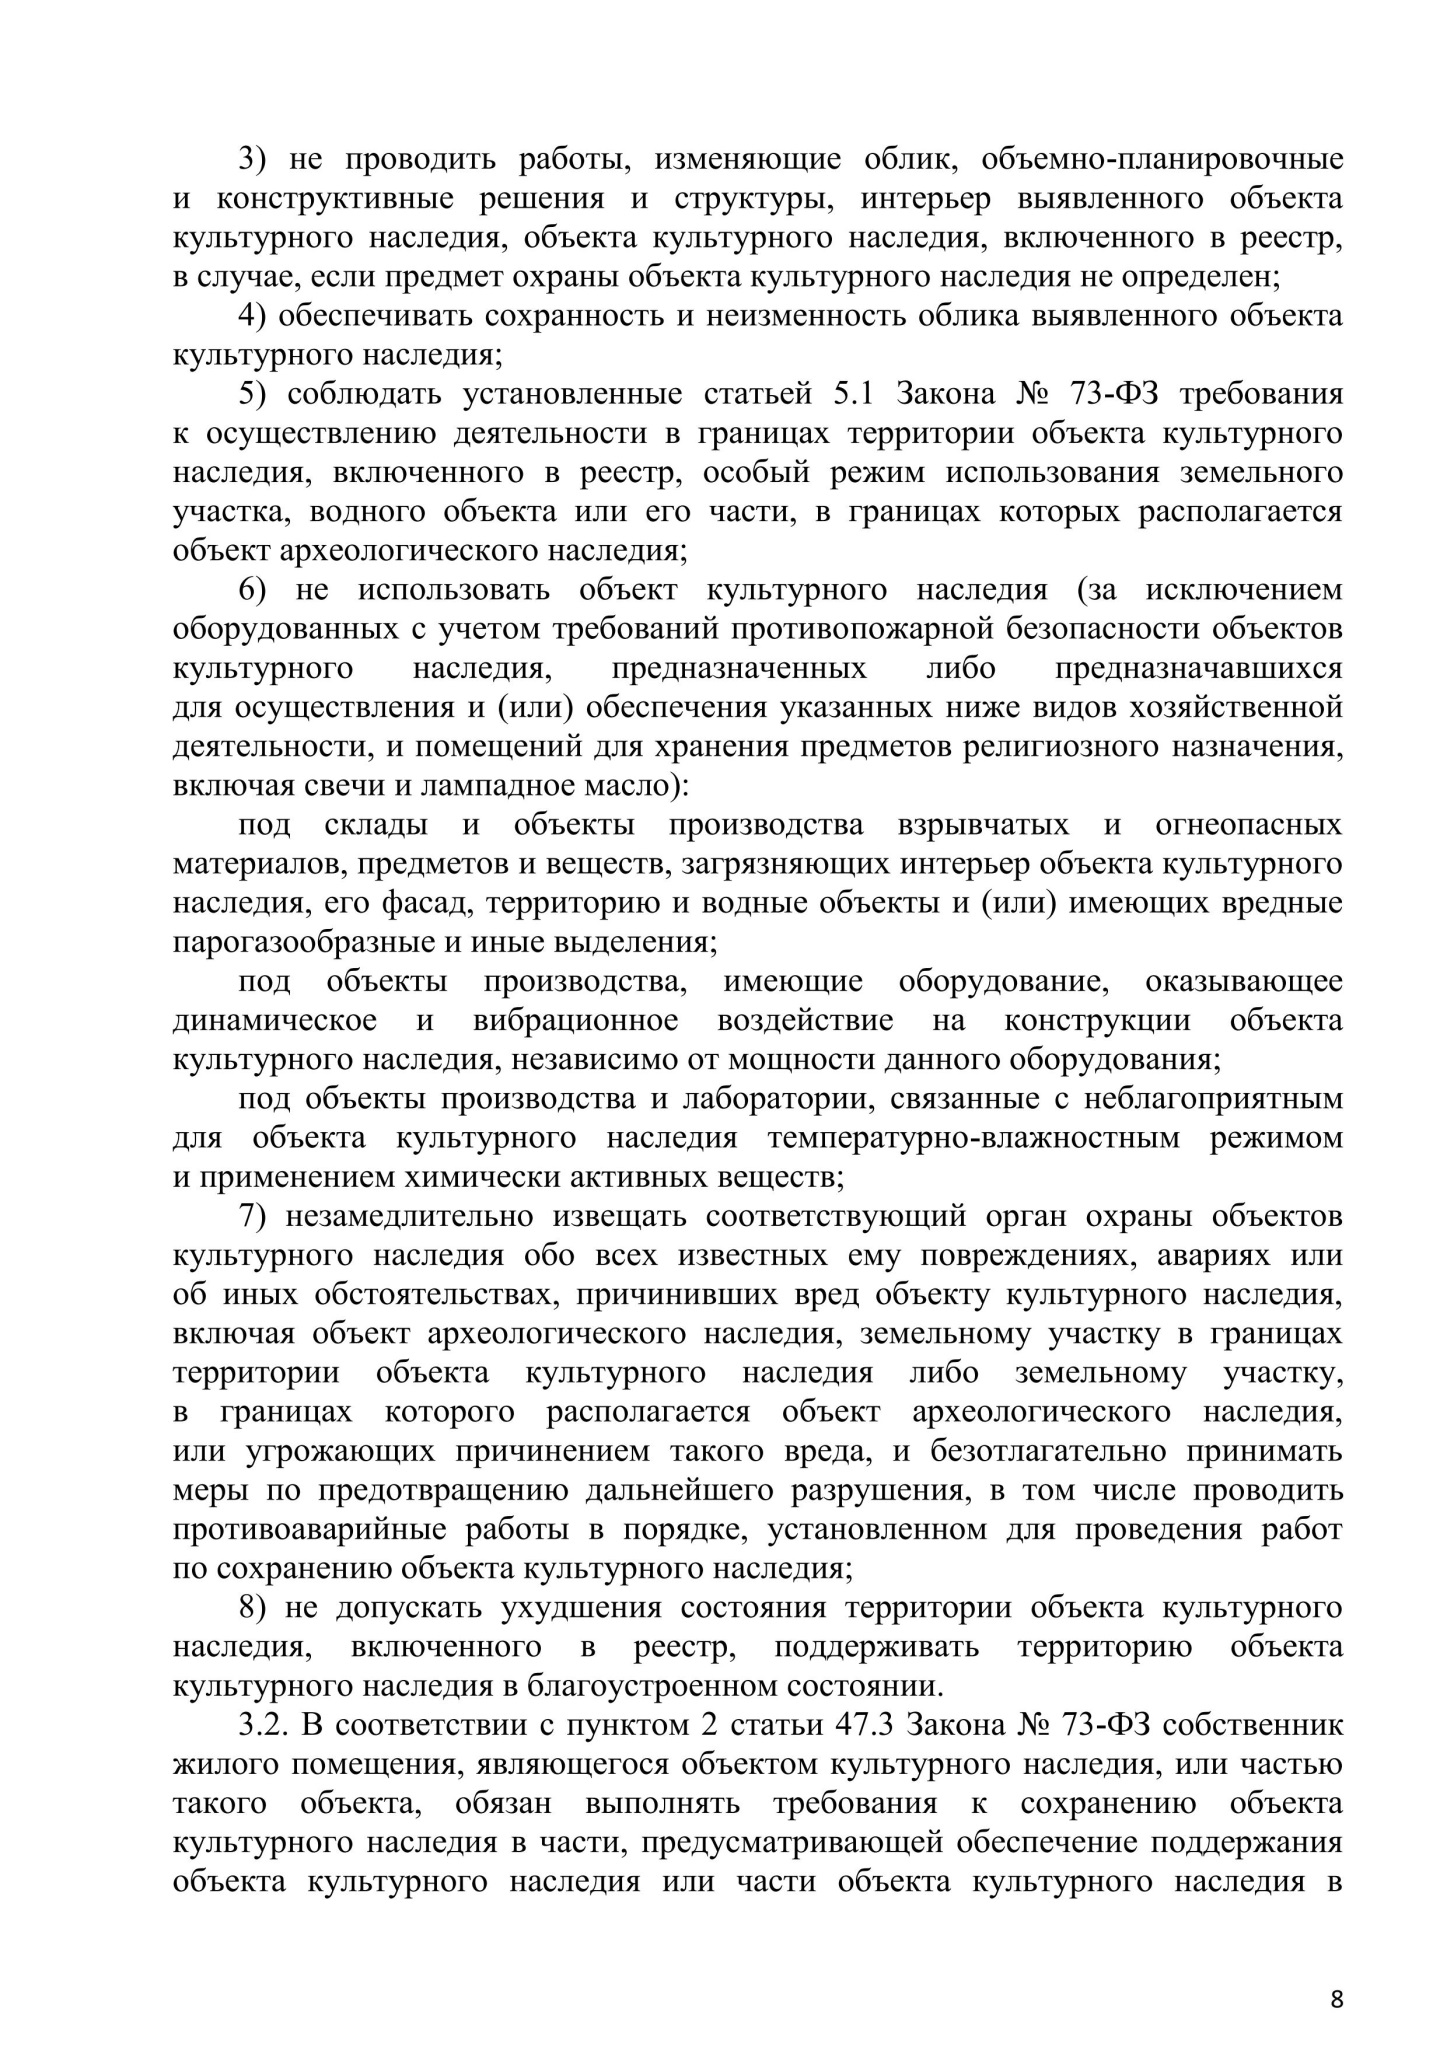 3) не проводить работы, изменяющие облик, объемно-планировочные
и конструктивные решения и структуры, интерьер выявленного объекта
культурного наследия, объекта культурного наследия, включенного в реестр,
в случае, если предмет охраны объекта культурного наследия не определен;
4) обеспечивать сохранность и неизменность облика выявленного объекта
культурного наследия;
5) соблюдать установленные статьей 5.1 Закона № 73-ФЗ требования
к осуществлению деятельности в границах территории объекта культурного
наследия, включенного в реестр, особый режим использования земельного
участка, водного объекта или его части, в границах которых располагается
объект археологического наследия;
6) не использовать объект культурного наследия (за исключением
оборудованных с учетом требований противопожарной безопасности объектов
культурного наследия, предназначенных либо предназначавшихся
для осуществления и (или) обеспечения указанных ниже видов хозяйственной
деятельности, и помещений для хранения предметов религиозного назначения,
включая свечи и лампадное масло):
под склады и объекты производства взрывчатых и огнеопасных
материалов, предметов и веществ, загрязняющих интерьер объекта культурного
наследия, его фасад, территорию и водные объекты и (или) имеющих вредные
парогазообразные и иные выделения;
под объекты производства, имеющие оборудование, оказывающее
динамическое и вибрационное воздействие на конструкции объекта
культурного наследия, независимо от мощности данного оборудования;
под объекты производства и лаборатории, связанные с неблагоприятным
для объекта культурного наследия температурно-влажностным режимом
и применением химически активных веществ;
7) незамедлительно извещать соответствующий орган охраны объектов
культурного наследия обо всех известных ему повреждениях, авариях или
об иных обстоятельствах, причинивших вред объекту культурного наследия,
включая объект археологического наследия, земельному участку в границах
территории объекта культурного наследия либо земельному участку,
в границах которого располагается объект археологического наследия,
или угрожающих причинением такого вреда, и безотлагательно принимать
меры по предотвращению дальнейшего разрушения, в том числе проводить
противоаварийные работы в порядке, установленном для проведения работ
по сохранению объекта культурного наследия;
8) не допускать ухудшения состояния территории объекта культурного
наследия, включенного в реестр, поддерживать территорию объекта
культурного наследия в благоустроенном состоянии.
3.2. В соответствии с пунктом 2 статьи 47.3 Закона № 73-ФЗ собственник
жилого помещения, являющегося объектом культурного наследия, или частью
такого объекта, обязан выполнять требования к сохранению объекта
культурного наследия в части, предусматривающей обеспечение поддержания
объекта культурного наследия или части объекта культурного наследия в
8